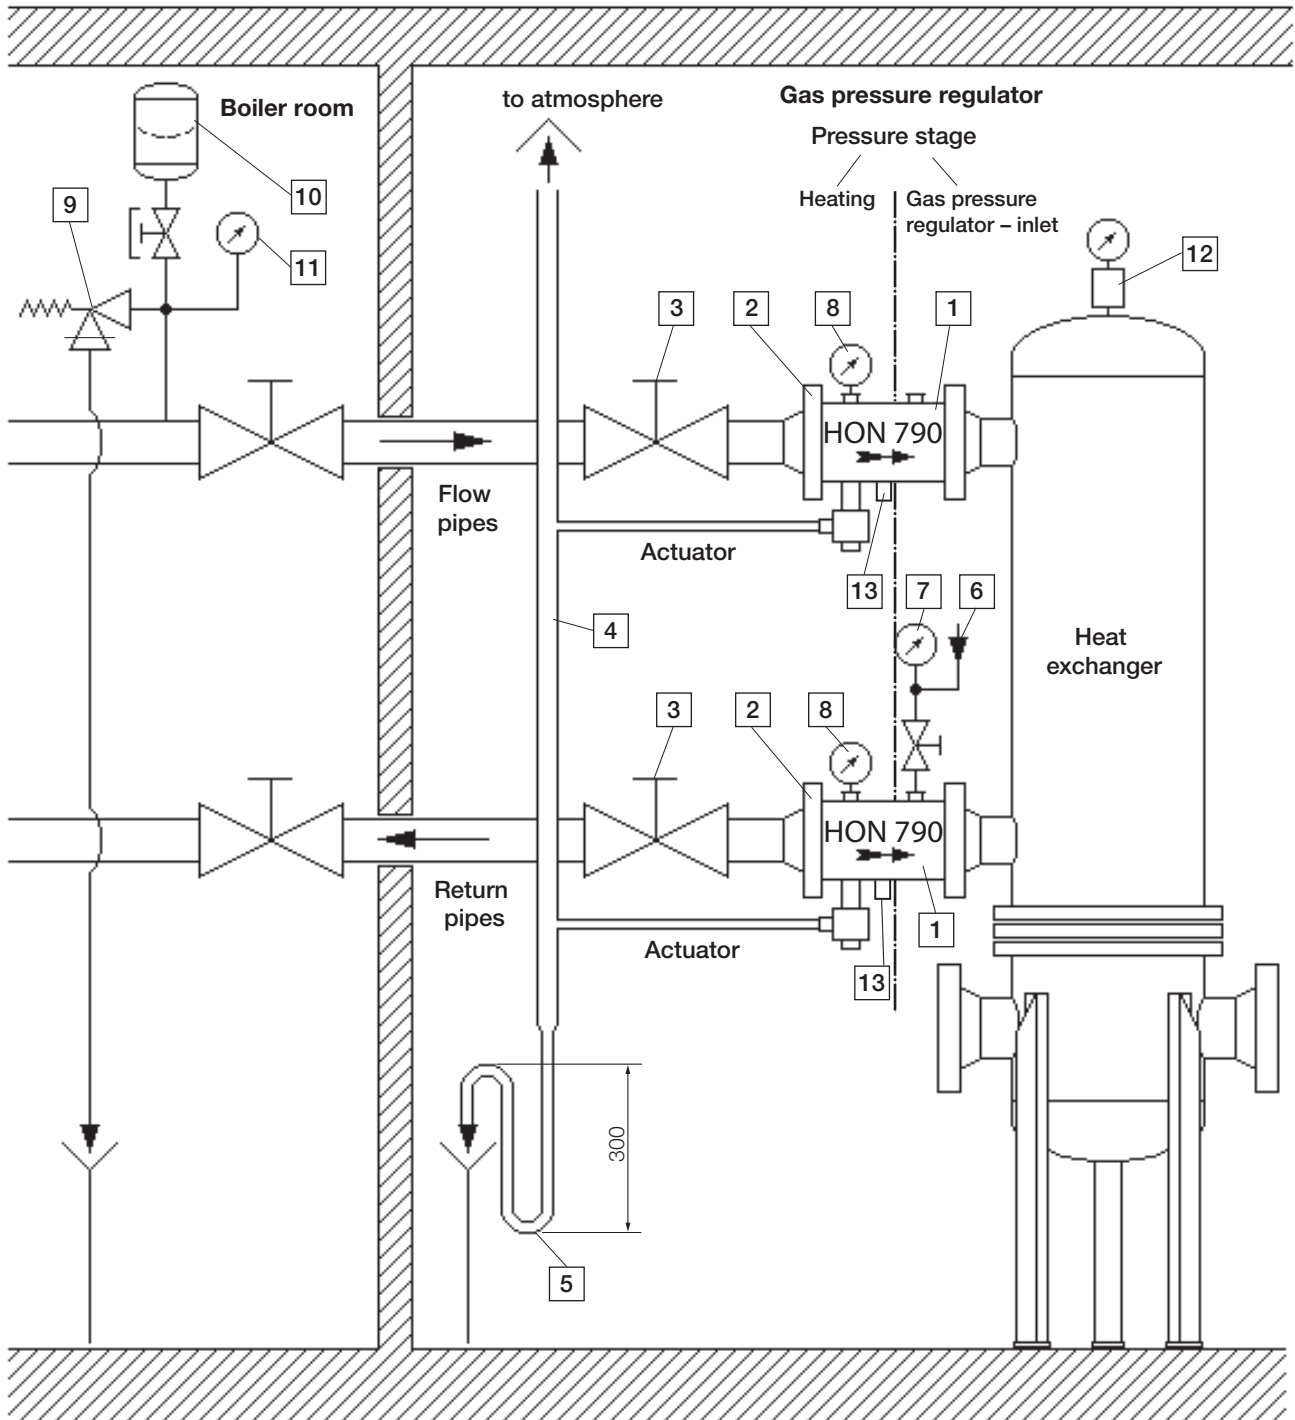 Boiler room
to atmosphere
Gas pressure regulator
Pressure stage
Heating
Gas pressure
regulator – inlet
10
9
11
12
3
2
8
1
HON 790
Flow
pipes
Actuator
13
7
6
4
Heat
exchanger
3
2
8
HON 790
Return
pipes
1
Actuator
13
300
5